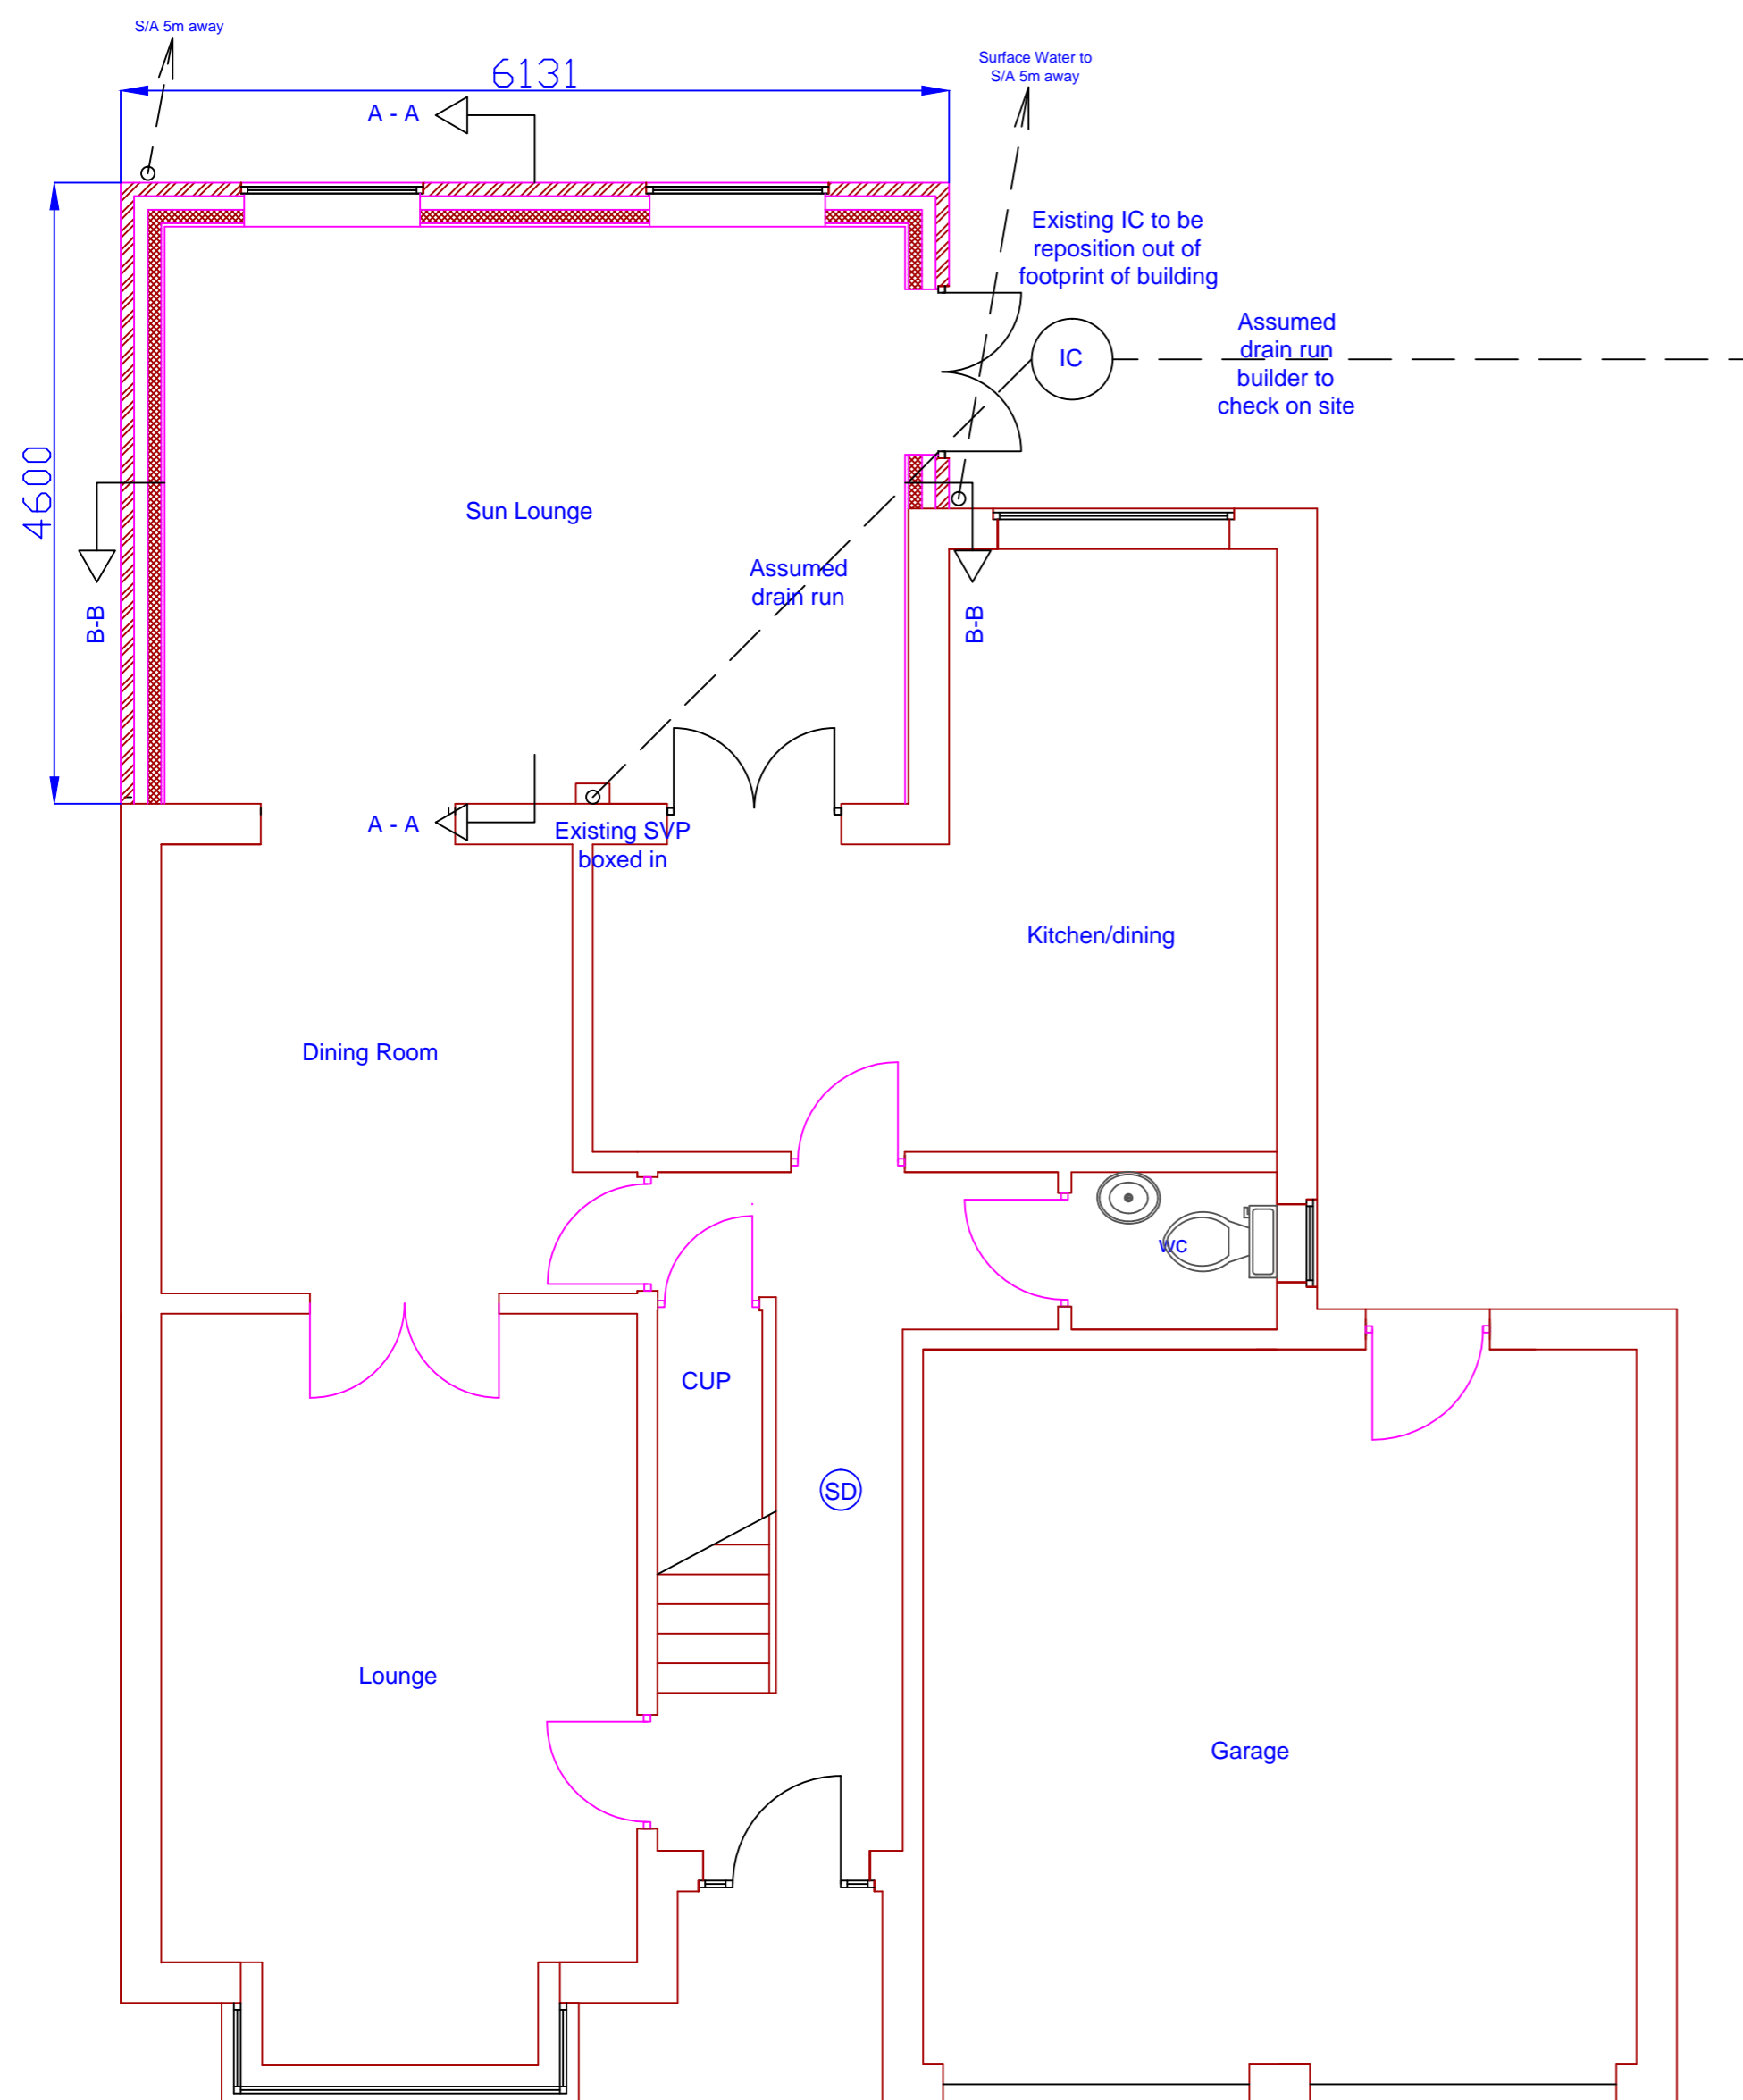 S/A 5m away
Surface Water to
S/A 5m away
6131
A - A
Existing IC to be
reposition out of
footprint of building
Assumed
drain run
builder to
check on site
IC
4600
Sun Lounge
Assumed
drain run
B-B
B-B
A - A
Existing SVP
boxed in
Kitchen/dining
Dining Room
wc
CUP
SD
Lounge
Garage